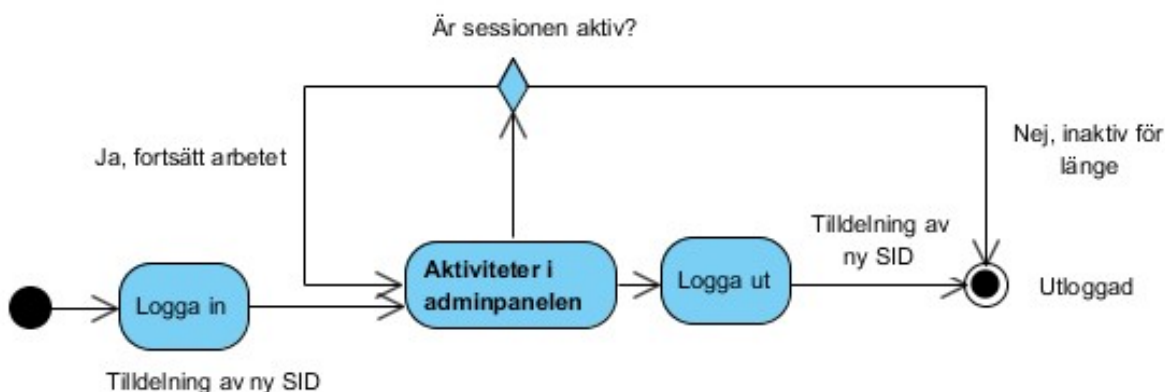 Är sessionen aktiv?
Ja, fortsätt arbetet
Nej, inaktiv för
länge
Tilldelning av
ny SID
Aktiviteter i
adminpanelen
Logga ut
Utloggad
Logga in
Tilldelning av ny SID